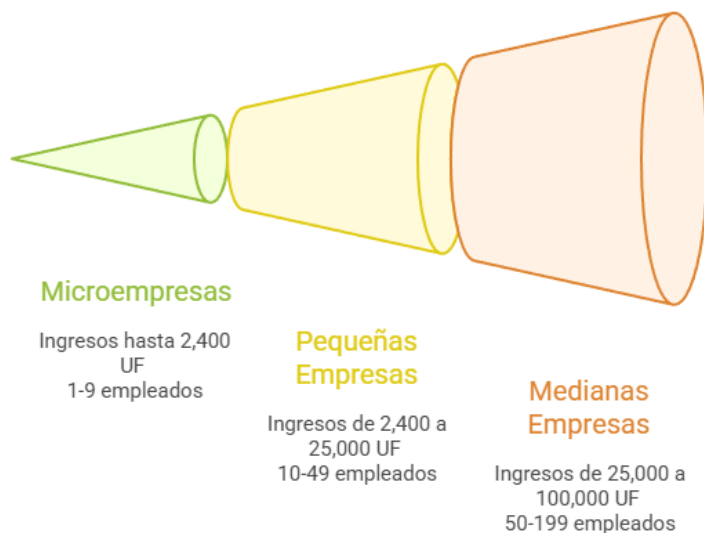 Microempresas
Ingresos hasta 2,400
UF
1-9 empleados
Pequeñas
Empresas
Ingresos de 2,400 a
25,000 UF
10-49 empleados
Medianas
Empresas
Ingresos de 25,000 a
100,000 UF
50-199 empleados